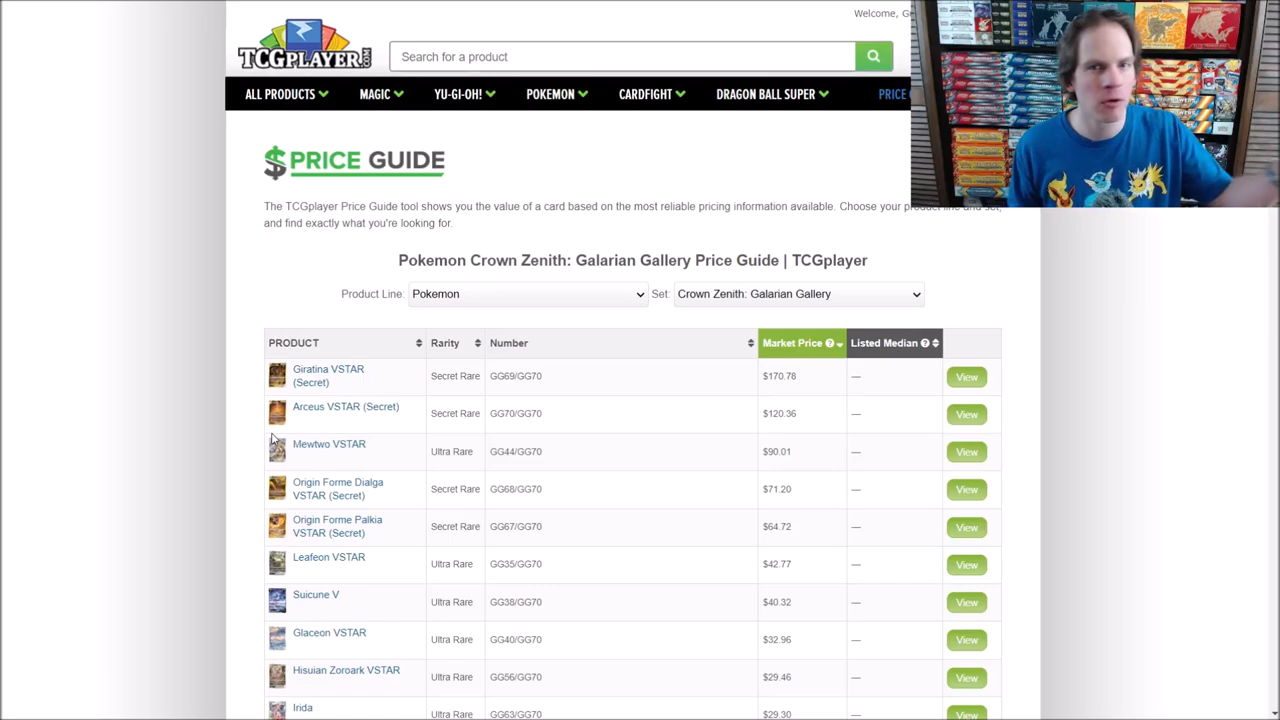 Welcome, G
TCGPLAYER.COM
Search for a product
ALL PRODUCTS MAGIC YU-GI-OH! POKEMON CARDFIGHT DRAGON BALL SUPER PRICE
$ PRICE GUIDE
The TCGplayer Price Guide tool shows you the value of a card based on the most reliable pricing information available. Choose your product line and set,
and find exactly what you're looking for.
Pokemon Crown Zenith: Galarian Gallery Price Guide | TCGplayer
Product Line: Pokemon Set: Crown Zenith: Galarian Gallery
PRODUCT Rarity Number Market Price ? Listed Median ?
Giratina VSTAR
(Secret) Secret Rare GG69/GG70 $170.78 — View
Arceus VSTAR (Secret) Secret Rare GG70/GG70 $120.36 — View
Mewtwo VSTAR Ultra Rare GG44/GG70 $90.01 — View
Origin Forme Dialga
VSTAR (Secret) Secret Rare GG68/GG70 $71.20 — View
Origin Forme Palkia
VSTAR (Secret) Secret Rare GG67/GG70 $64.72 — View
Leafeon VSTAR Ultra Rare GG35/GG70 $42.77 — View
Suicune V Ultra Rare GG38/GG70 $40.32 — View
Glaceon VSTAR Ultra Rare GG40/GG70 $32.96 — View
Hisuian Zoroark VSTAR Ultra Rare GG56/GG70 $29.46 — View
Irida Ultra Rare GG63/GG70 $29.30 — View